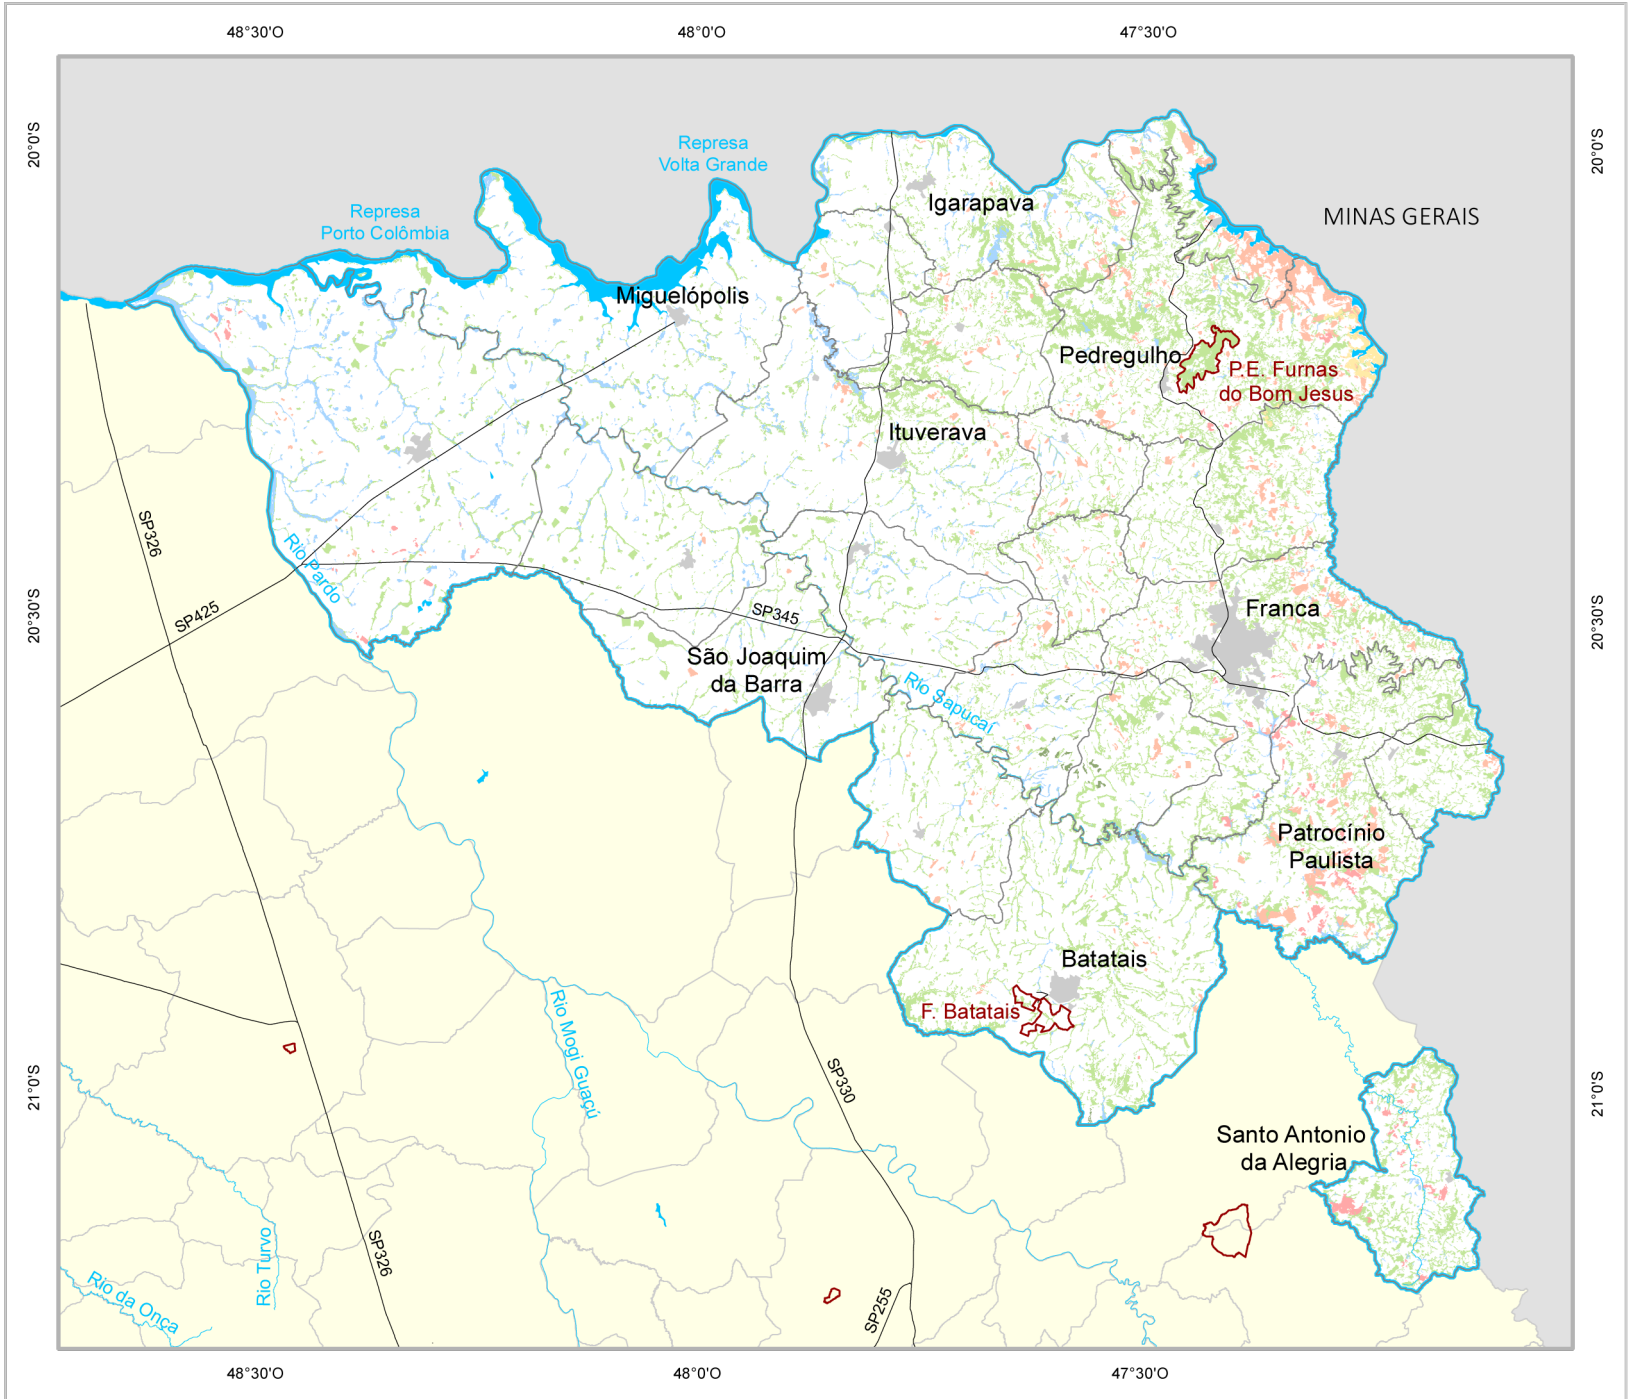 48°30'O
48°0'O
47°30'O
20°0'S
20°0'S
Represa
Volta Grande
Igarapava
Represa
Porto Colômbia
MINAS GERAIS
Miguelópolis
Pedregulho
P.E. Furnas
do Bom Jesus
Ituverava
SP326
Rio Pardo
SP425
SP345
Franca
20°30'S
20°30'S
São Joaquim
da Barra
Rio Sapucaí
Patrocínio
Paulista
Batatais
F. Batatais
Rio Mogi Guaçú
SP330
21°0'S
21°0'S
Santo Antonio
da Alegria
Rio Turvo
SP326
Rio da Onça
SP255
48°30'O
48°0'O
47°30'O